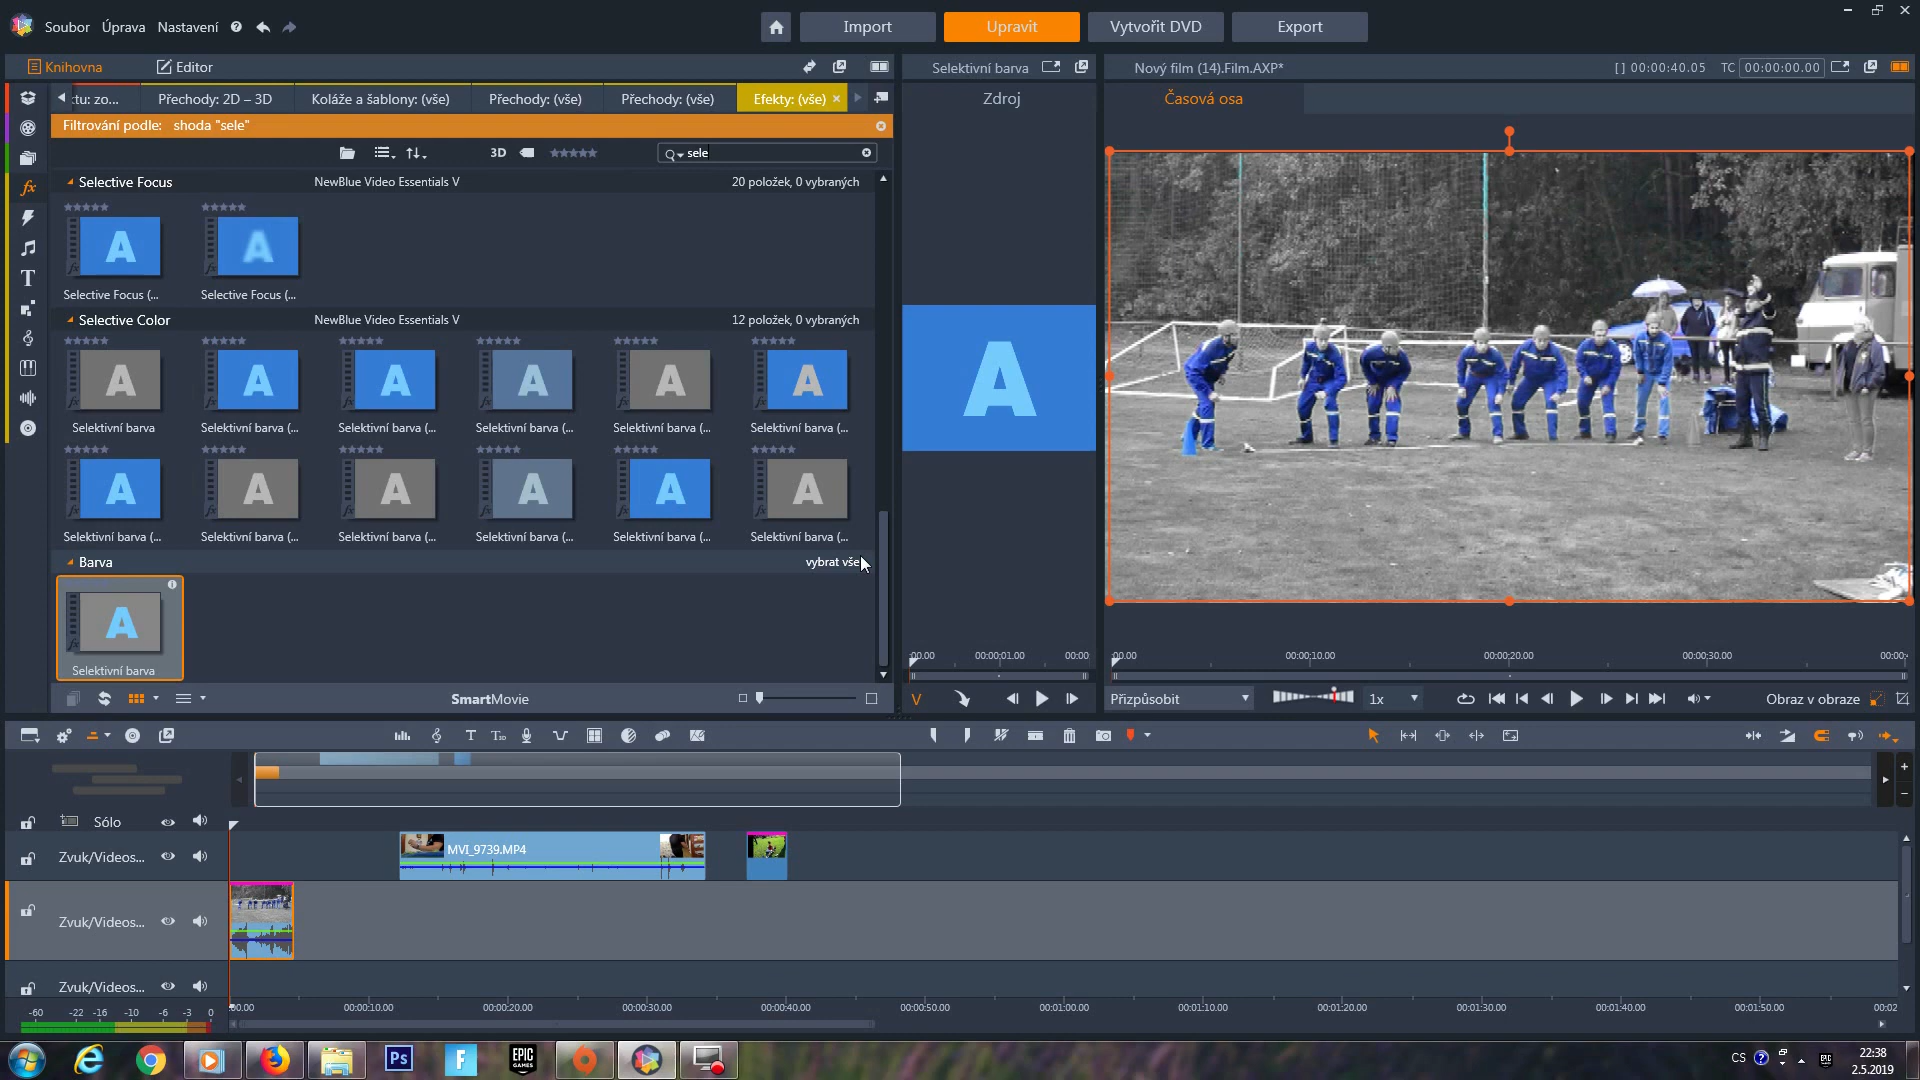 Soubor Úprava Nastavení
Import Upravit Vytvořit DVD Export
Knihovna Editor
Selektivní barva
Nový film (14).Film.AXP*
[] 00:00:40.05 TC 00:00:00.00
:ktu: zo... Přechody: 2D – 3D Koláže a šablony: (vše) Přechody: (vše) Přechody: (vše) Efekty: (vše)
Zdroj
Časová osa
Filtrování podle: shoda "sele"
3D
sele
Selective Focus NewBlue Video Essentials V 20 položek, 0 vybraných
Selective Focus (... Selective Focus (...
Selective Color NewBlue Video Essentials V 12 položek, 0 vybraných
Selektivní barva Selektivní barva (... Selektivní barva (... Selektivní barva (... Selektivní barva (... Selektivní barva (...
Selektivní barva (... Selektivní barva (... Selektivní barva (... Selektivní barva (... Selektivní barva (... Selektivní barva (...
Barva vybrat vše
Selektivní barva
:00.00 00:00:01.00 00:00
:00.00 00:00:10.00 00:00:20.00 00:00:30.00 00:00:
SmartMovie
V
Přizpůsobit 1x Obraz v obraze
Sólo
Zvuk/Videos...
MVI_9739.MP4
Zvuk/Videos...
Zvuk/Videos...
-60 -22 -16 -10 -6 -3 0
:00.00 00:00:10.00 00:00:20.00 00:00:30.00 00:00:40.00 00:00:50.00 00:01:00.00 00:01:10.00 00:01:20.00 00:01:30.00 00:01:40.00 00:01:50.00 00:02
Ps
EPIC GAMES
CS
22:38
2.5.2019